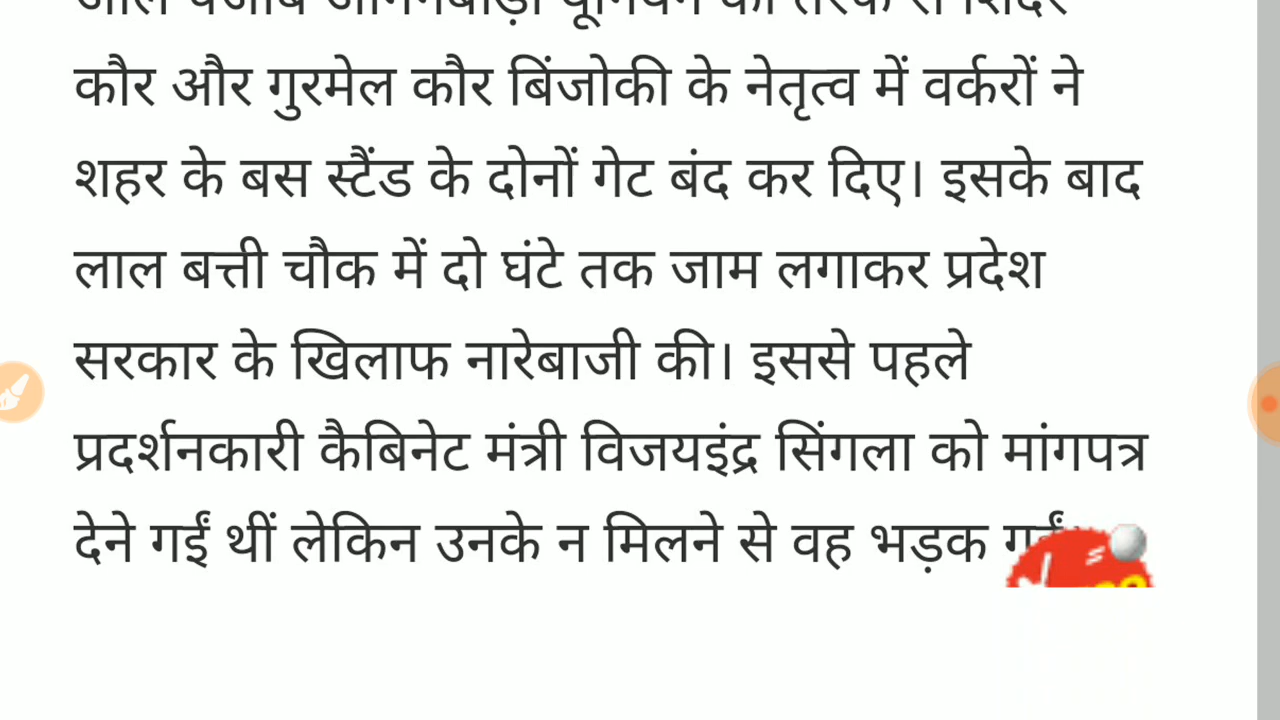 कौर और गुरमेल कौर बिंजोकी के नेतृत्व में वर्करों ने
शहर के बस स्टैंड के दोनों गेट बंद कर दिए। इसके बाद
लाल बत्ती चौक में दो घंटे तक जाम लगाकर प्रदेश
सरकार के खिलाफ नारेबाजी की। इससे पहले
प्रदर्शनकारी कैबिनेट मंत्री विजयइंद्र सिंगला को मांगपत्र
देने गईं थीं लेकिन उनके न मिलने से वह भड़क